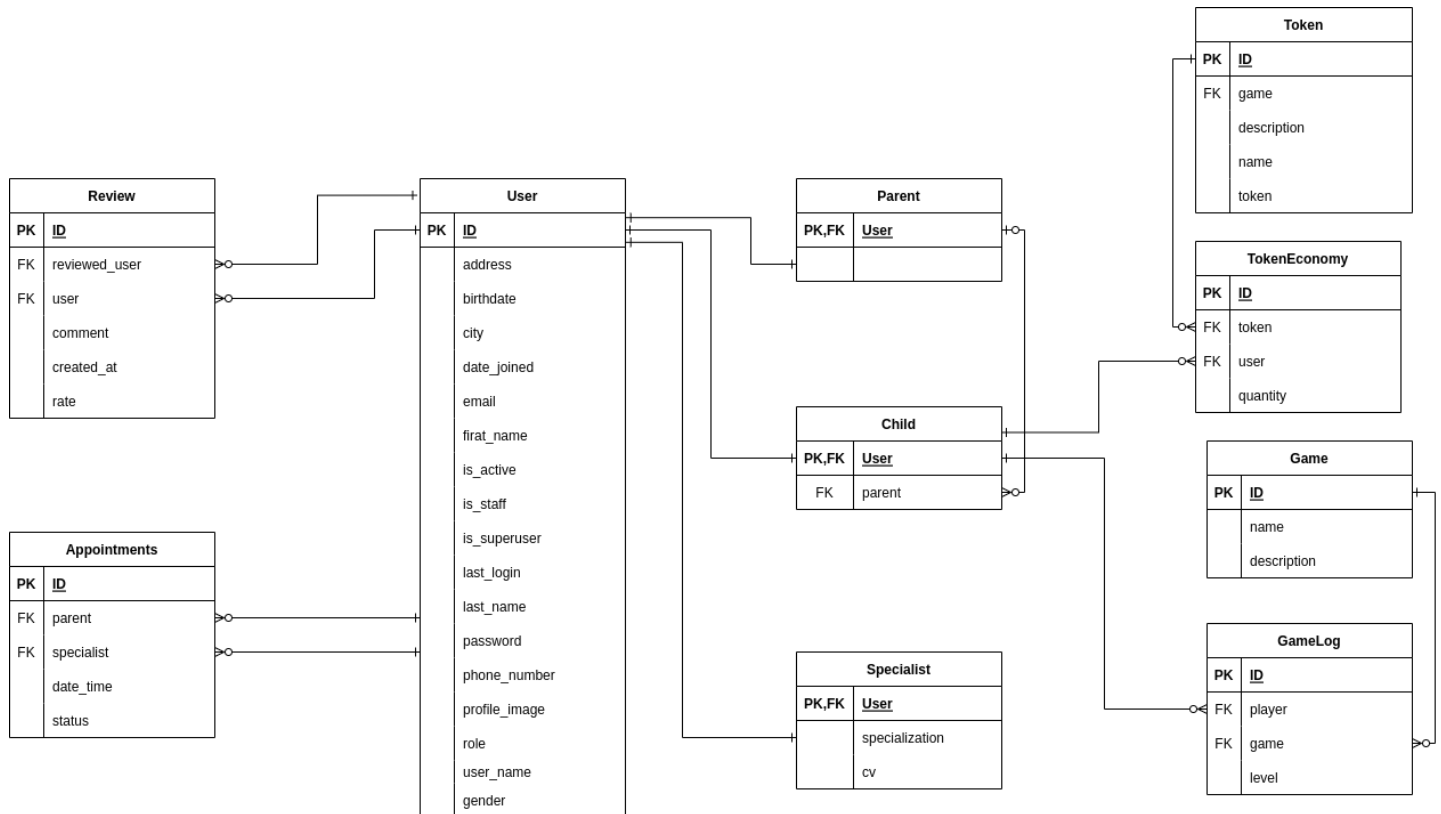 Token
PK ID
FK game
description
name
token
Review
PK ID
FK reviewed_user
FK user
comment
created_at
rate
User
PK ID
address
birthdate
city
date_joined
email
firat_name
is_active
is_staff
is_superuser
last_login
last_name
password
phone_number
profile_image
role
user_name
gender
Parent
PK,FK User
TokenEconomy
PK ID
FK token
FK user
quantity
Child
PK,FK User
FK parent
Game
PK ID
name
description
Appointments
PK ID
FK parent
FK specialist
date_time
status
Specialist
PK,FK User
specialization
cv
GameLog
PK ID
FK player
FK game
level